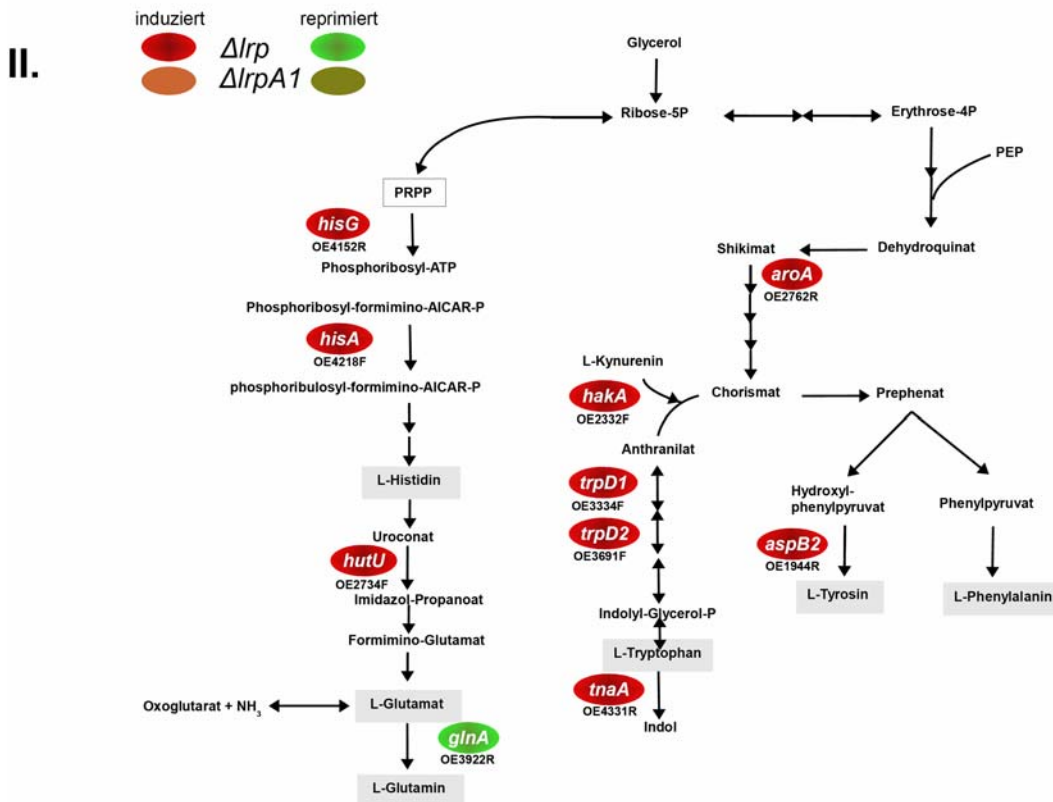 induziert
reprimiert
II.
Δlrp
ΔlrpA1
Glycerol
Ribose-5P
Erythrose-4P
PEP
PRPP
hisG
OE4152R
Phosphoribosyl-ATP
Shikimat
Dehydroquinat
aroA
OE2762R
Phosphoribosyl-formimino-AICAR-P
hisA
OE4218F
phosphoribulosyl-formimino-AICAR-P
L-Kynurenin
hakA
OE2332F
Chorismat
Prephenat
Anthranilat
L-Histidin
trpD1
OE3334F
Hydroxyl-
phenylpyruvat
Phenylpyruvat
Uroconat
trpD2
OE3691F
aspB2
OE1944R
hutU
OE2734F
Imidazol-Propanoat
L-Tyrosin
L-Phenylalanin
Indolyl-Glycerol-P
Formimino-Glutamat
L-Tryptophan
tnaA
OE4331R
Indol
Oxoglutarat + NH3
L-Glutamat
glnA
OE3922R
L-Glutamin